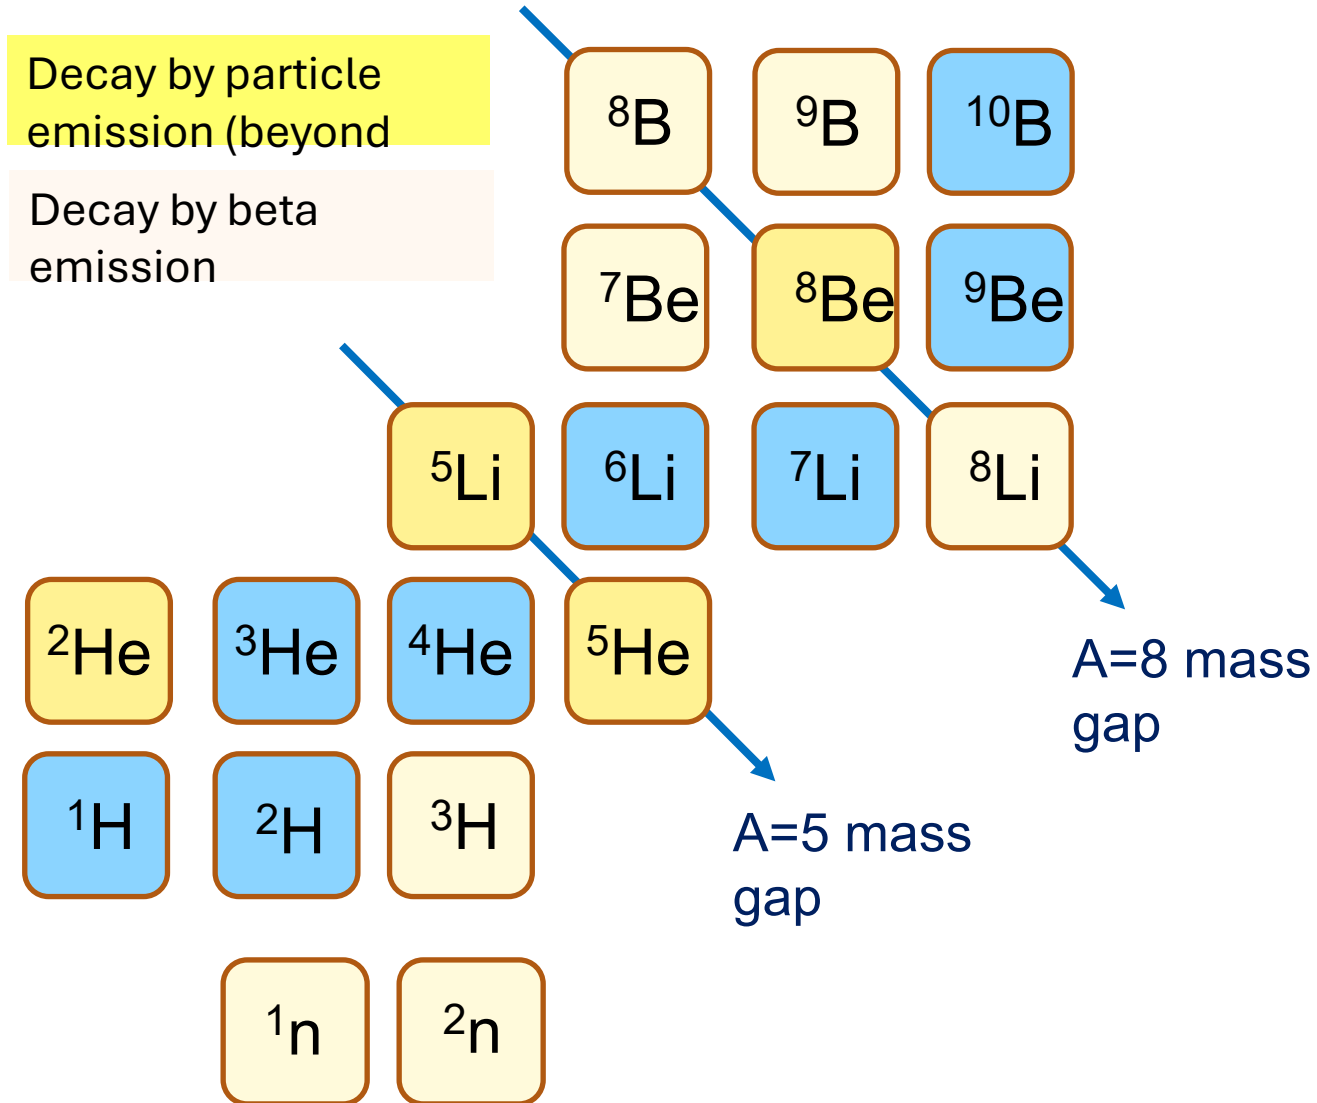 Decay by particle
emission (beyond
Decay by beta
emission
⁸B
⁹B
¹⁰B
⁷Be
⁸Be
⁹Be
⁵Li
⁶Li
⁷Li
⁸Li
²He
³He
⁴He
⁵He
A=8 mass
gap
¹H
²H
³H
A=5 mass
gap
¹n
²n